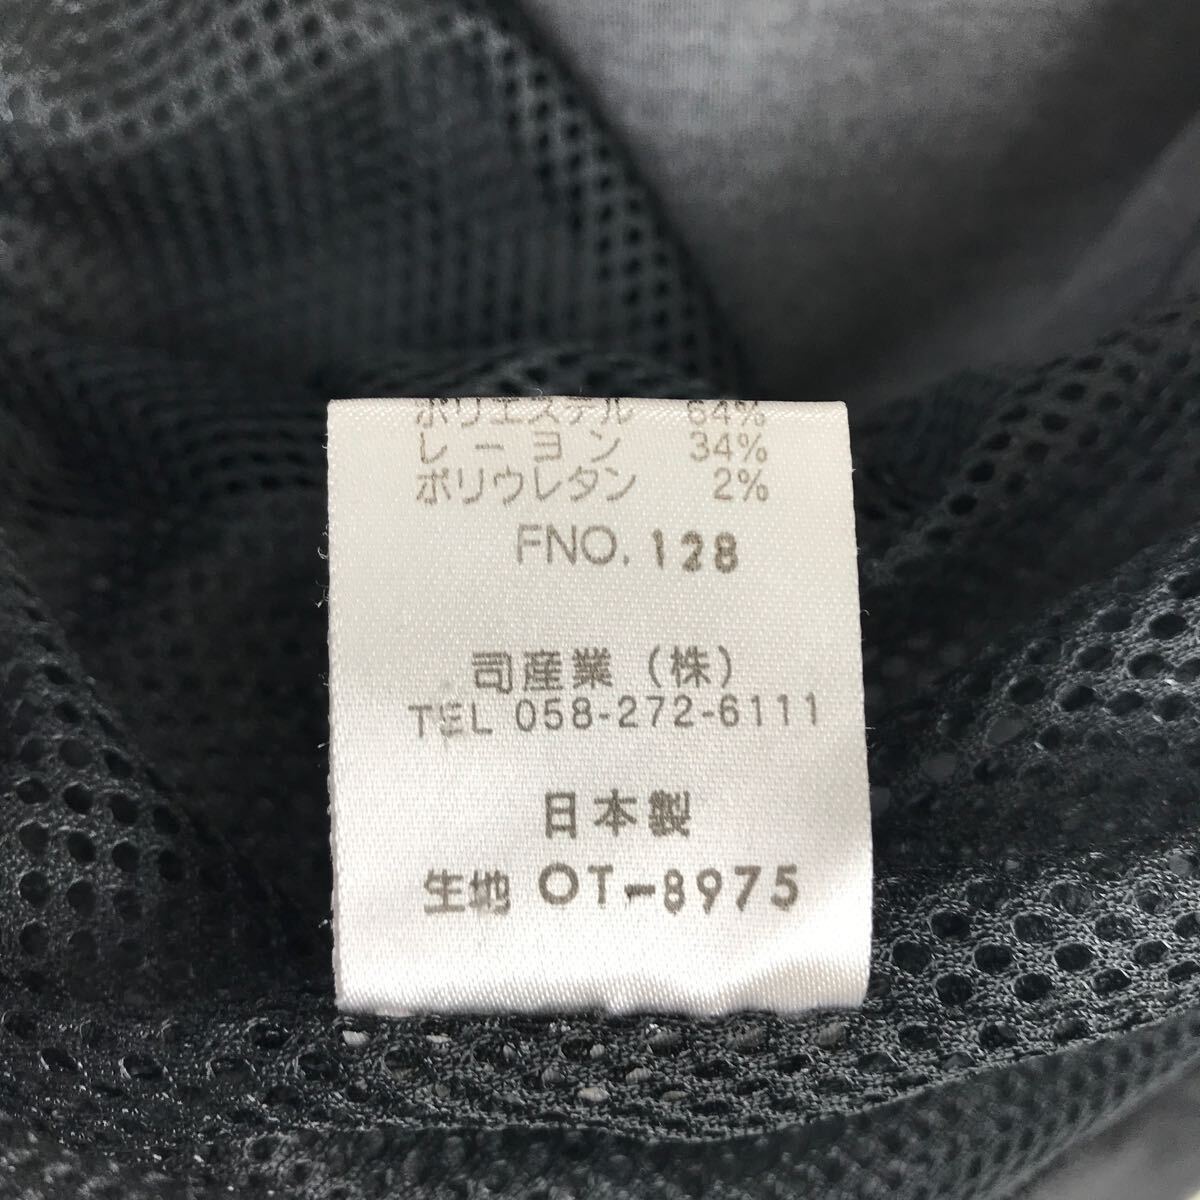 ポリエステル 64%
レーヨン 34%
ポリウレタン 2%
FNO. 128
司産業（株）
TEL 058-272-6111
日本製
生地 OT-8975